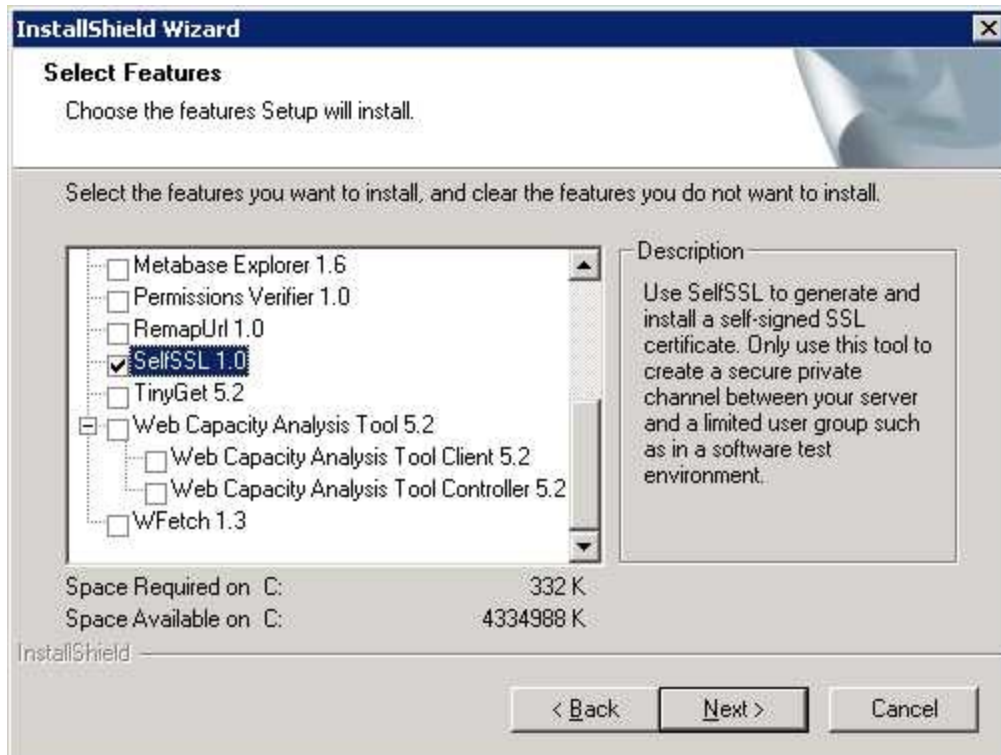 InstallShield Wizard
Select Features
Choose the features Setup will install.
Select the features you want to install, and clear the features you do not want to install.
Metabase Explorer 1.6
Permissions Verifier 1.0
RemapUrl 1.0
SelfSSL 1.0
TinyGet 5.2
Web Capacity Analysis Tool 5.2
Web Capacity Analysis Tool Client 5.2
Web Capacity Analysis Tool Controller 5.2
WFetch 1.3
Description
Use SelfSSL to generate and
install a self-signed SSL
certificate. Only use this tool to
create a secure private
channel between your server
and a limited user group such
as in a software test
environment.
Space Required on C: 332 K
Space Available on C: 4334988 K
InstallShield
< Back Next > Cancel